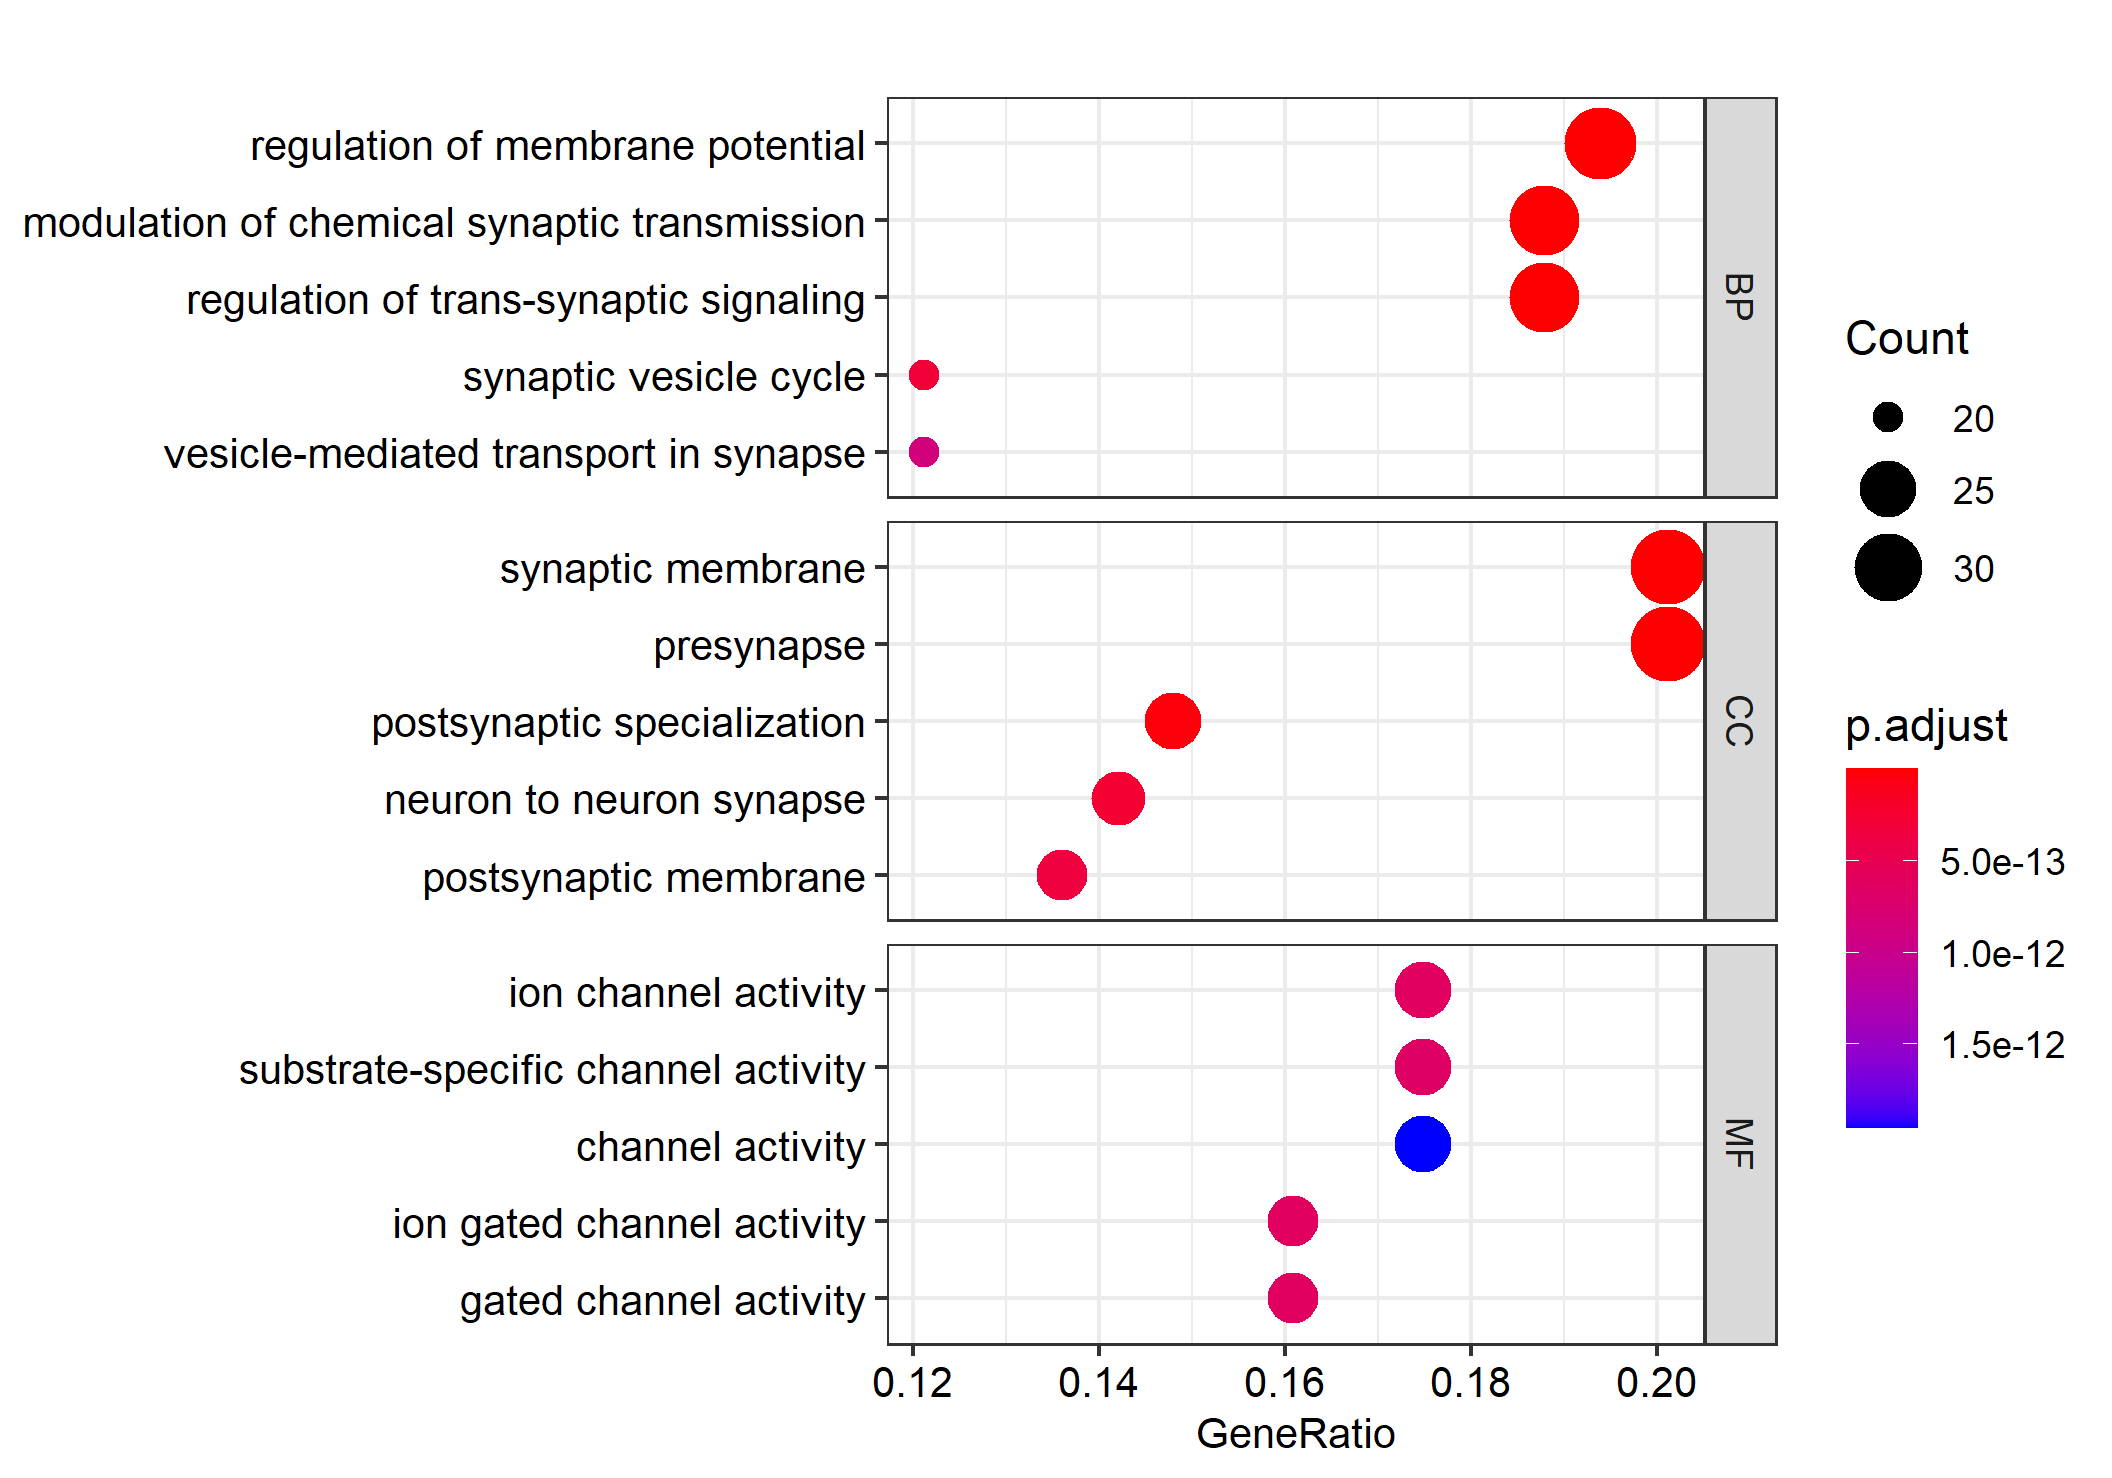 regulation of membrane potential
modulation of chemical synaptic transmission
regulation of trans-synaptic signaling
synaptic vesicle cycle
vesicle-mediated transport in synapse
BP
synaptic membrane
presynapse
postsynaptic specialization
neuron to neuron synapse
postsynaptic membrane
CC
ion channel activity
substrate-specific channel activity
channel activity
ion gated channel activity
gated channel activity
MF
0.12 0.14 0.16 0.18 0.20
GeneRatio
Count
20
25
30
p.adjust
5.0e-13
1.0e-12
1.5e-12